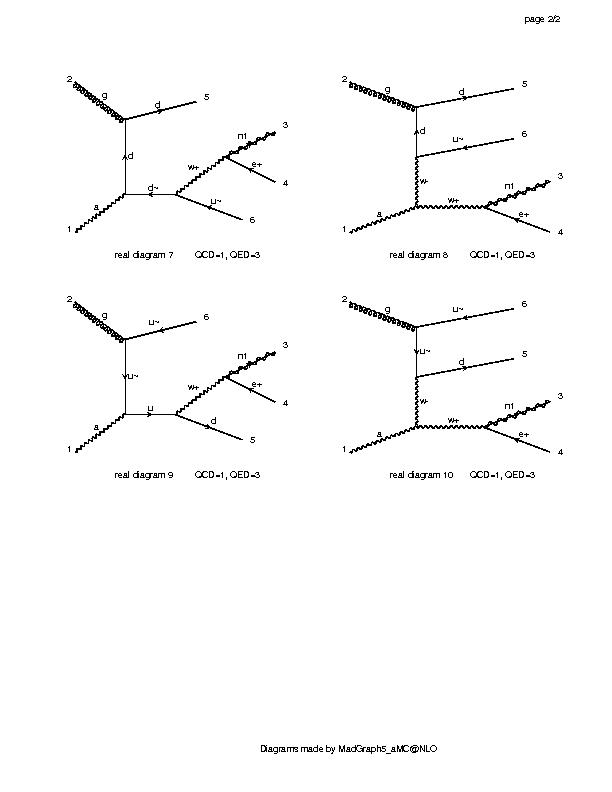 page 2/2
2 g d 5 n1 3 w+ e+ 4 d d~ u~ 6 a 1
real diagram 7 QCD=1, QED=3
2 g d 5 u~ 6 d w- n1 3 w+ e+ 4 a 1
real diagram 8 QCD=1, QED=3
2 g u~ 6 n1 3 w+ e+ 4 u~ u d 5 a 1
real diagram 9 QCD=1, QED=3
2 g u~ 6 u~ d 5 w- n1 3 w+ e+ 4 a 1
real diagram 10 QCD=1, QED=3
Diagrams made by MadGraph5_aMC@NLO